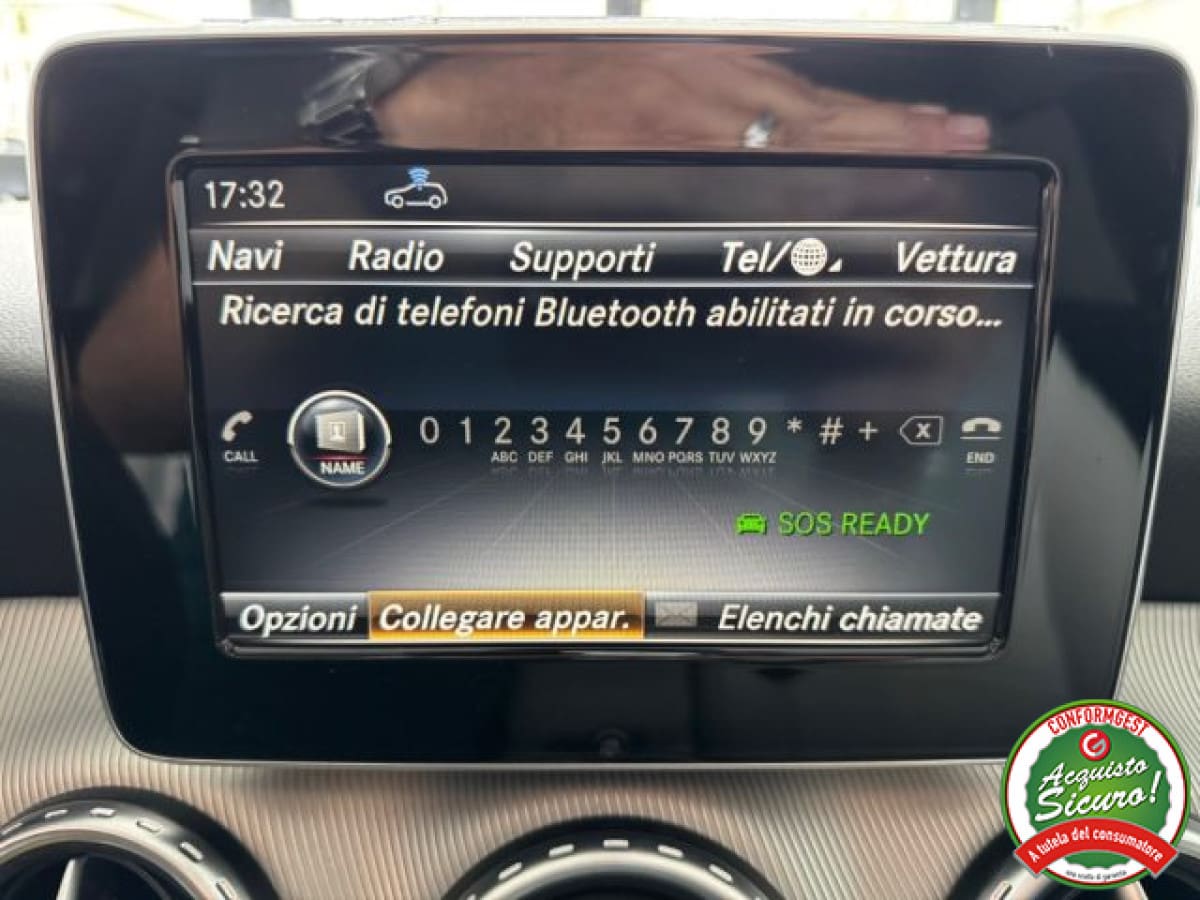 17:32
Navi Radio Supporti Tel/ Vettura
Ricerca di telefoni Bluetooth abilitati in corso...
0 1 2 3 4 5 6 7 8 9 * # + X
CALL 1 NAME ABC DEF GHI JKL MNO PQRS TUV WXYZ END
SOS READY
Opzioni Collegare appar. Elenchi chiamate
CONFORMGEST
Acquisto
Sicuro!
A tutela del consumatore